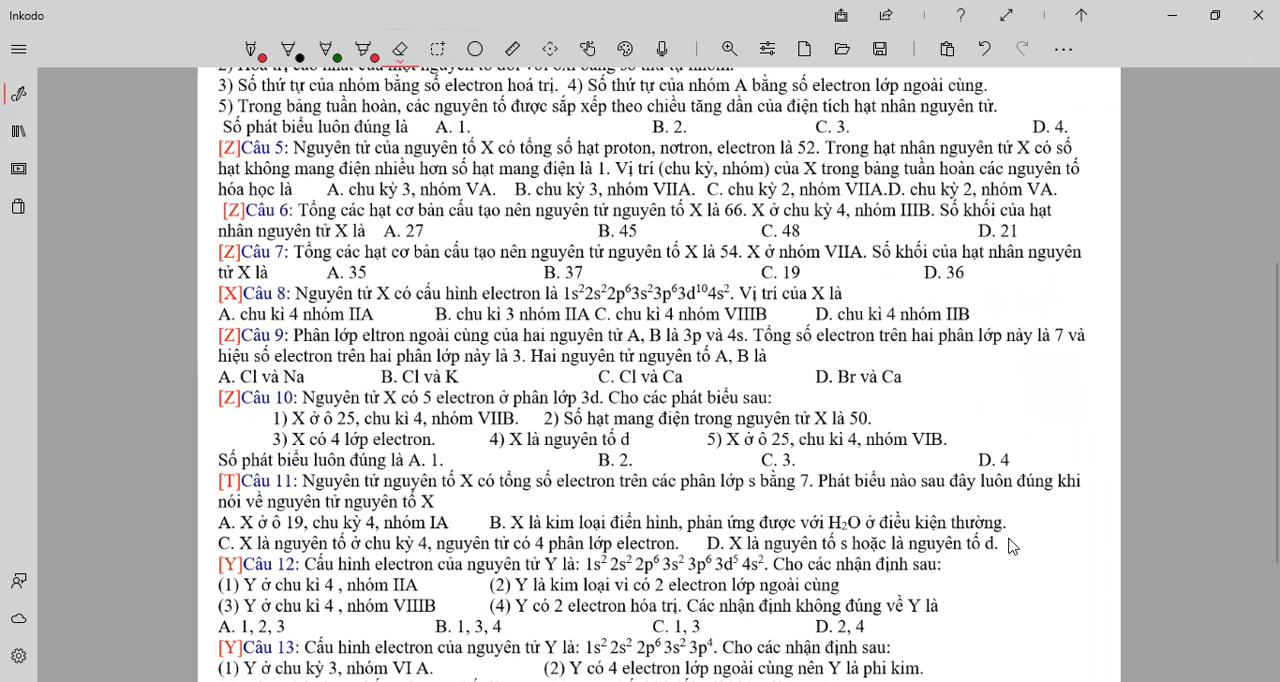 Inkodo
2) Hoá trị cao nhất của một nguyên tố đối với oxi bằng số thứ tự nhóm.
3) Số thứ tự của nhóm bằng số electron hoá trị. 4) Số thứ tự của nhóm A bằng số electron lớp ngoài cùng.
5) Trong bảng tuần hoàn, các nguyên tố được sắp xếp theo chiều tăng dần của điện tích hạt nhân nguyên tử.
Số phát biểu luôn đúng là A. 1. B. 2. C. 3. D. 4.
[Z]Câu 5: Nguyên tử của nguyên tố X có tổng số hạt proton, nơtron, electron là 52. Trong hạt nhân nguyên tử X có số
hạt không mang điện nhiều hơn số hạt mang điện là 1. Vị trí (chu kỳ, nhóm) của X trong bảng tuần hoàn các nguyên tố
hóa học là A. chu kỳ 3, nhóm VA. B. chu kỳ 3, nhóm VIIA. C. chu kỳ 2, nhóm VIIA.D. chu kỳ 2, nhóm VA.
[Z]Câu 6: Tổng các hạt cơ bản cấu tạo nên nguyên tử nguyên tố X là 66. X ở chu kỳ 4, nhóm IIIB. Số khối của hạt
nhân nguyên tử X là A. 27 B. 45 C. 48 D. 21
[Z]Câu 7: Tổng các hạt cơ bản cấu tạo nên nguyên tử nguyên tố X là 54. X ở nhóm VIIA. Số khối của hạt nhân nguyên
tử X là A. 35 B. 37 C. 19 D. 36
[X]Câu 8: Nguyên tử X có cấu hình electron là 1s²2s²2p⁶3s²3p⁶3d¹⁰4s². Vị trí của X là
A. chu kì 4 nhóm IIA B. chu kì 3 nhóm IIA C. chu kì 4 nhóm VIIIB D. chu kì 4 nhóm IIB
[Z]Câu 9: Phân lớp eltron ngoài cùng của hai nguyên tử A, B là 3p và 4s. Tổng số electron trên hai phân lớp này là 7 và
hiệu số electron trên hai phân lớp này là 3. Hai nguyên tử nguyên tố A, B là
A. Cl và Na B. Cl và K C. Cl và Ca D. Br và Ca
[Z]Câu 10: Nguyên tử X có 5 electron ở phân lớp 3d. Cho các phát biểu sau:
1) X ở ô 25, chu kì 4, nhóm VIIB. 2) Số hạt mang điện trong nguyên tử X là 50.
3) X có 4 lớp electron. 4) X là nguyên tố d 5) X ở ô 25, chu kì 4, nhóm VIB.
Số phát biểu luôn đúng là A. 1. B. 2. C. 3. D. 4
[T]Câu 11: Nguyên tử nguyên tố X có tổng số electron trên các phân lớp s bằng 7. Phát biểu nào sau đây luôn đúng khi
nói về nguyên tử nguyên tố X
A. X ở ô 19, chu kỳ 4, nhóm IA B. X là kim loại điển hình, phản ứng được với H₂O ở điều kiện thường.
C. X là nguyên tố ở chu kỳ 4, nguyên tử có 4 phân lớp electron. D. X là nguyên tố s hoặc là nguyên tố d.
[Y]Câu 12: Cấu hình electron của nguyên tử Y là: 1s² 2s² 2p⁶ 3s² 3p⁶ 3d⁵ 4s². Cho các nhận định sau:
(1) Y ở chu kì 4 , nhóm IIA (2) Y là kim loại vì có 2 electron lớp ngoài cùng
(3) Y ở chu kì 4 , nhóm VIIIB (4) Y có 2 electron hóa trị. Các nhận định không đúng về Y là
A. 1, 2, 3 B. 1, 3, 4 C. 1, 3 D. 2, 4
[Y]Câu 13: Cấu hình electron của nguyên tử Y là: 1s² 2s² 2p⁶ 3s² 3p⁴. Cho các nhận định sau:
(1) Y ở chu kỳ 3, nhóm VI A. (2) Y có 4 electron lớp ngoài cùng nên Y là phi kim.